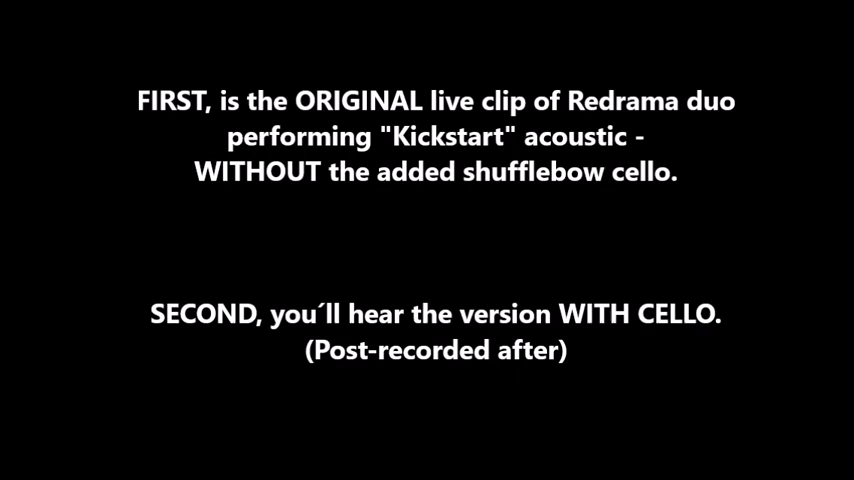 FIRST, is the ORIGINAL live clip of Redrama duo
performing "Kickstart" acoustic -
WITHOUT the added shufflebow cello.
SECOND, you´ll hear the version WITH CELLO.
(Post-recorded after)